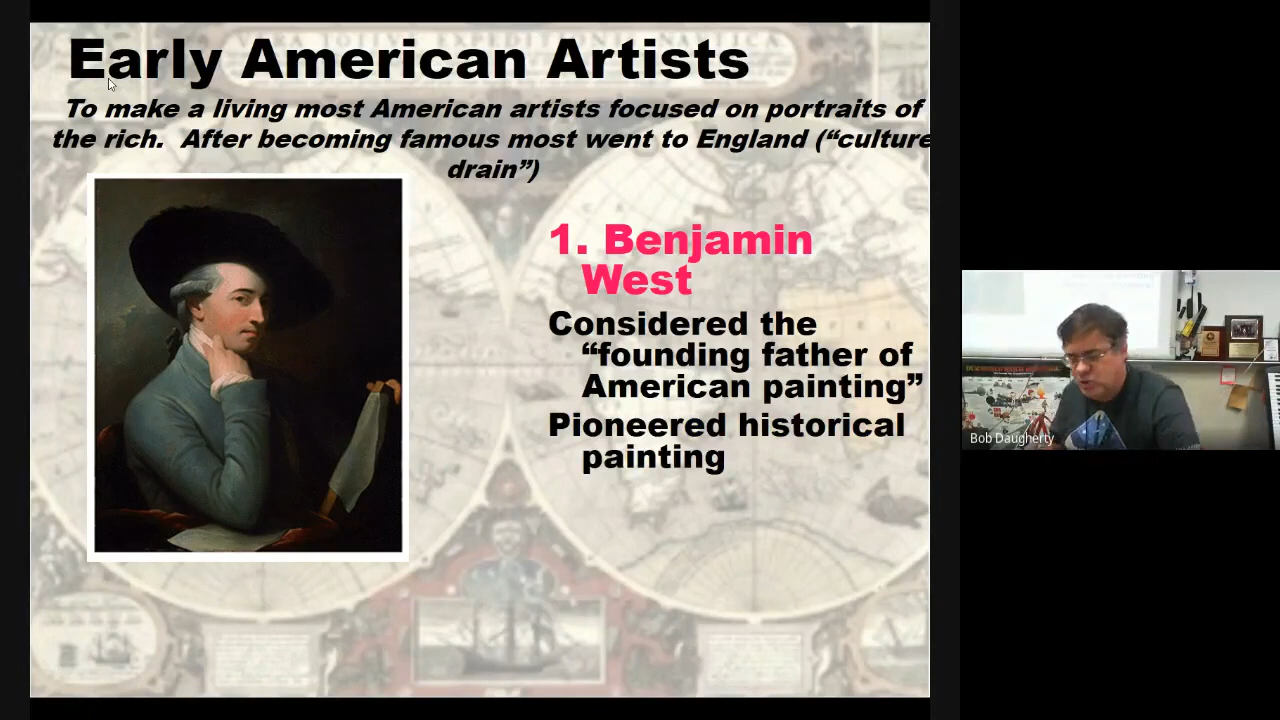 Early American Artists
To make a living most American artists focused on portraits of
the rich.  After becoming famous most went to England (“culture
drain”)
1. Benjamin
West
Considered the
“founding father of
American painting”
Pioneered historical
painting
Bob Daugherty